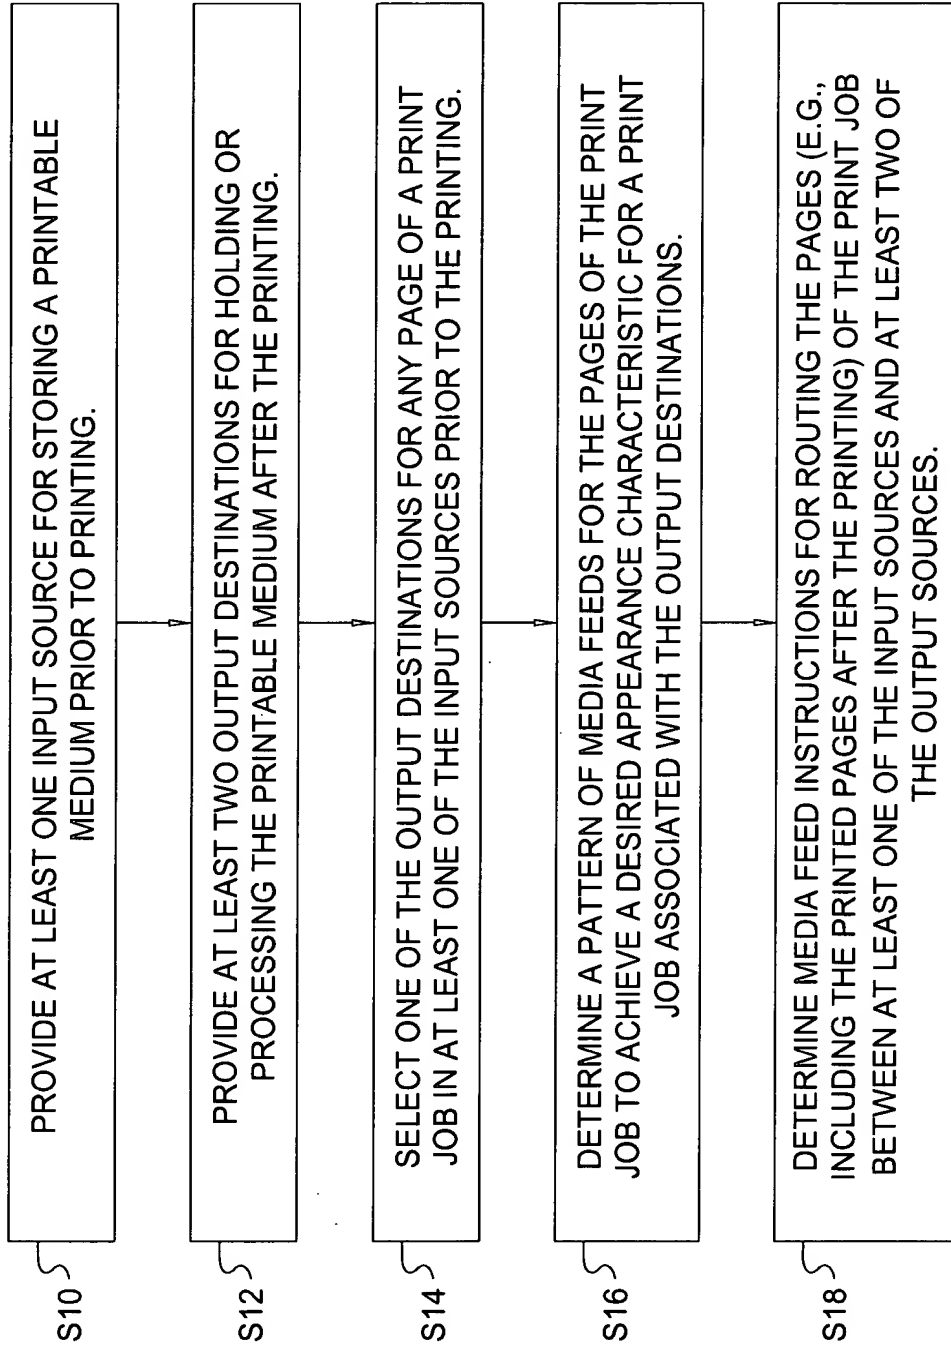 S10
PROVIDE AT LEAST ONE INPUT SOURCE FOR STORING A PRINTABLE
MEDIUM PRIOR TO PRINTING.
S12
PROVIDE AT LEAST TWO OUTPUT DESTINATIONS FOR HOLDING OR
PROCESSING THE PRINTABLE MEDIUM AFTER THE PRINTING.
S14
SELECT ONE OF THE OUTPUT DESTINATIONS FOR ANY PAGE OF A PRINT
JOB IN AT LEAST ONE OF THE INPUT SOURCES PRIOR TO THE PRINTING.
S16
DETERMINE A PATTERN OF MEDIA FEEDS FOR THE PAGES OF THE PRINT
JOB TO ACHIEVE A DESIRED APPEARANCE CHARACTERISTIC FOR A PRINT
JOB ASSOCIATED WITH THE OUTPUT DESTINATIONS.
S18
DETERMINE MEDIA FEED INSTRUCTIONS FOR ROUTING THE PAGES (E.G.,
INCLUDING THE PRINTED PAGES AFTER THE PRINTING) OF THE PRINT JOB
BETWEEN AT LEAST ONE OF THE INPUT SOURCES AND AT LEAST TWO OF
THE OUTPUT SOURCES.